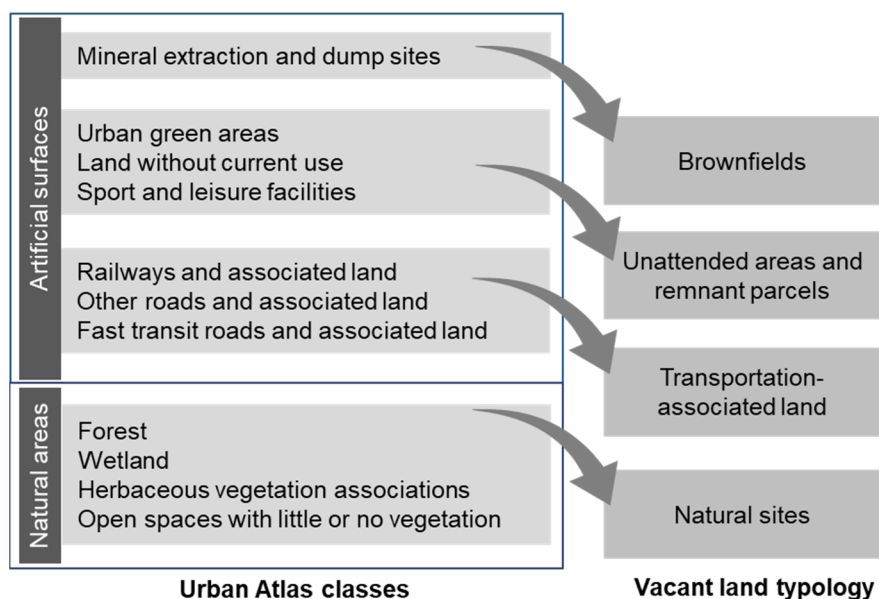 Artificial surfaces
Mineral extraction and dump sites
Urban green areas
Land without current use
Sport and leisure facilities
Railways and associated land
Other roads and associated land
Fast transit roads and associated land
Natural areas
Forest
Wetland
Herbaceous vegetation associations
Open spaces with little or no vegetation
Urban Atlas classes
Brownfields
Unattended areas and
remnant parcels
Transportation-
associated land
Natural sites
Vacant land typology